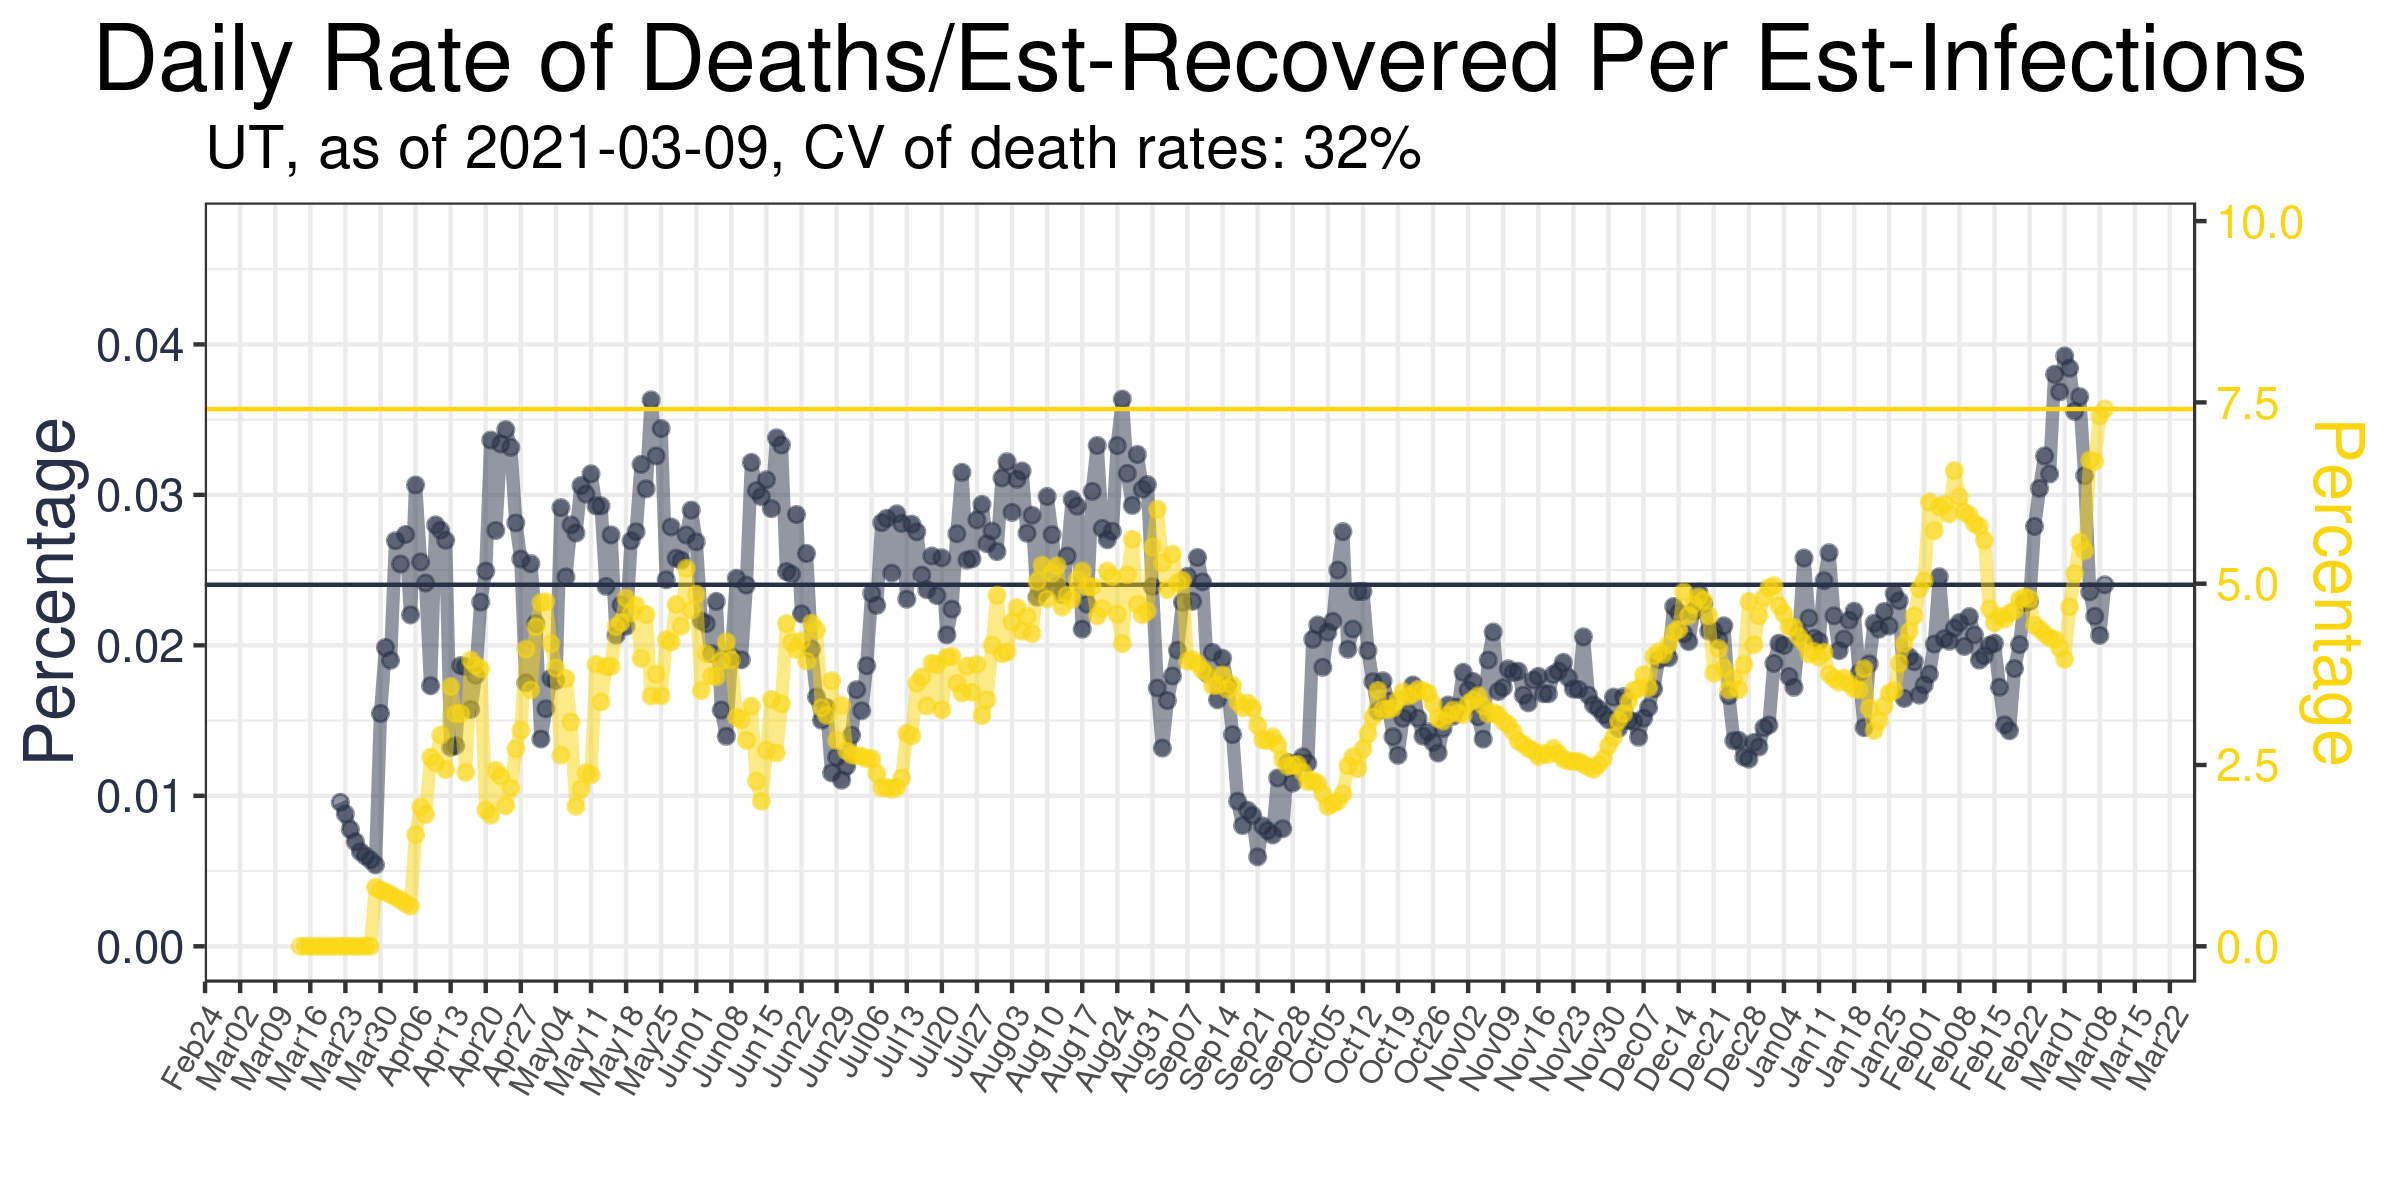 Daily Rate of Deaths/Est-Recovered Per Est-Infections
UT, as of 2021-03-09, CV of death rates: 32%
Percentage
0.04
0.03
0.02
0.01
0.00
10.0
7.5
5.0
2.5
0.0
Percentage
Feb24
Mar02
Mar09
Mar16
Mar23
Mar30
Apr06
Apr13
Apr20
Apr27
May04
May11
May18
May25
Jun01
Jun08
Jun15
Jun22
Jun29
Jul06
Jul13
Jul20
Jul27
Aug03
Aug10
Aug17
Aug24
Aug31
Sep07
Sep14
Sep21
Sep28
Oct05
Oct12
Oct19
Oct26
Nov02
Nov09
Nov16
Nov23
Nov30
Dec07
Dec14
Dec21
Dec28
Jan04
Jan11
Jan18
Jan25
Feb01
Feb08
Feb15
Feb22
Mar01
Mar08
Mar15
Mar22